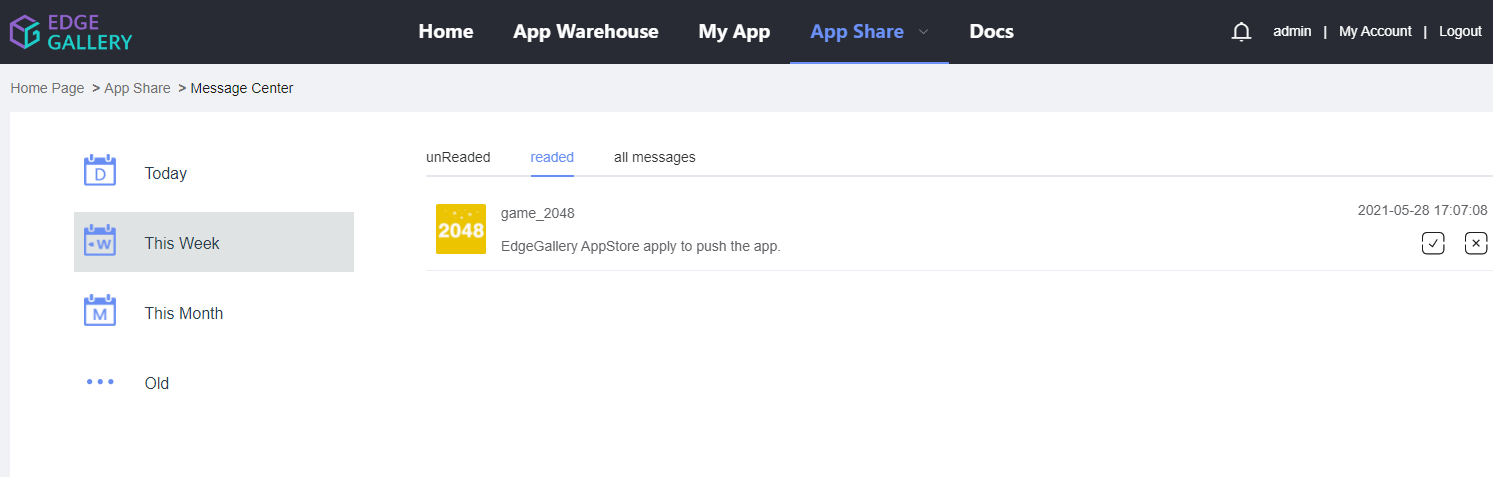 EDGE
GALLERY
Home App Warehouse My App App Share Docs admin | My Account | Logout
Home Page > App Share > Message Center
unReaded readed all messages
D Today
W This Week
M This Month
Old
2048
game_2048 2021-05-28 17:07:08
EdgeGallery AppStore apply to push the app.